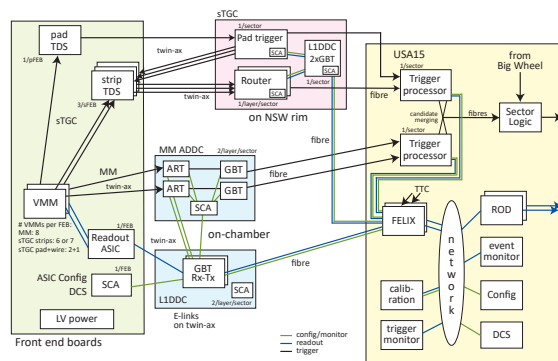 sTGC
pad
TDS
twin-ax
1/sector
Pad trigger
SCA
L1DDC
2xGBT
SCA
1/pFEB
strip
TDS
3/sFEB
twin-ax
1/sector
Router
SCA
1/layer/sector
on NSW rim
fibre
fibre
sTGC
USA15
1/sector
Trigger
processor
candidate
merging
1/sector
Trigger
processor
fibres
from
Big Wheel
Sector
Logic
MM ADDC
2/layer/sector
ART
GBT
ART
GBT
SCA
fibre
on-chamber
MM
twin-ax
VMM
# VMMs per FEB:
MM: 8
sTGC strips: 6 or 7
sTGC pad+wire: 2+1
1/FEB
Readout
ASIC
twin-ax
1/FEB
ASIC Config
DCS
SCA
LV power
Front end boards
GBT
Rx-Tx
SCA
L1DDC
2/layer/sector
E-links
on twin-ax
fibre
TTC
FELIX
network
ROD
event
monitor
calib-
ration
Config
trigger
monitor
DCS
config/monitor
readout
trigger